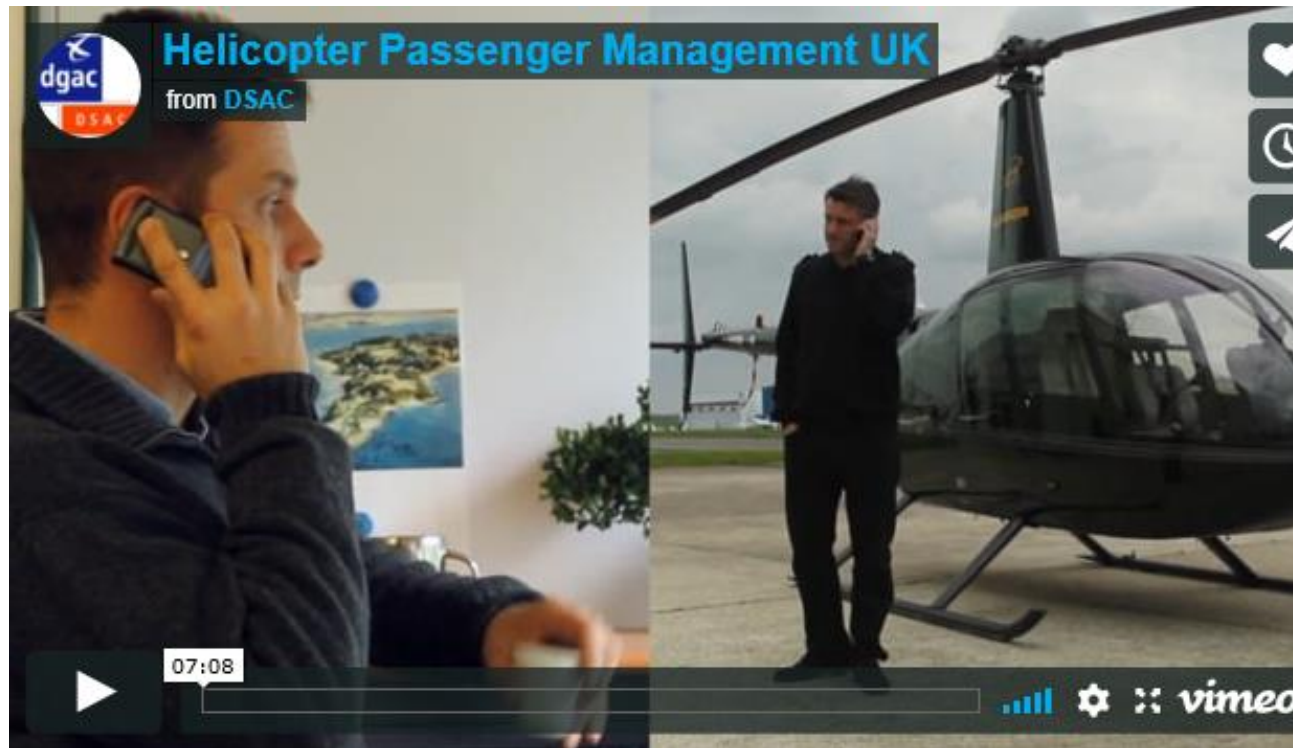 Helicopter Passenger Management UK
from DSAC
dgac
DSAC
07:08
vimeo